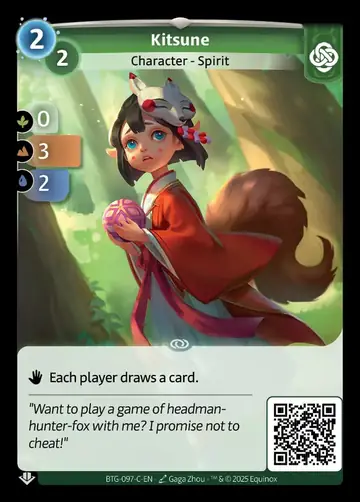 2
Kitsune
2
Character - Spirit
0
3
2
Each player draws a card.
"Want to play a game of headman-
hunter-fox with me? I promise not to
cheat!"
BTG-097-C-EN - Gaga Zhou - ™ & © 2025 Equinox